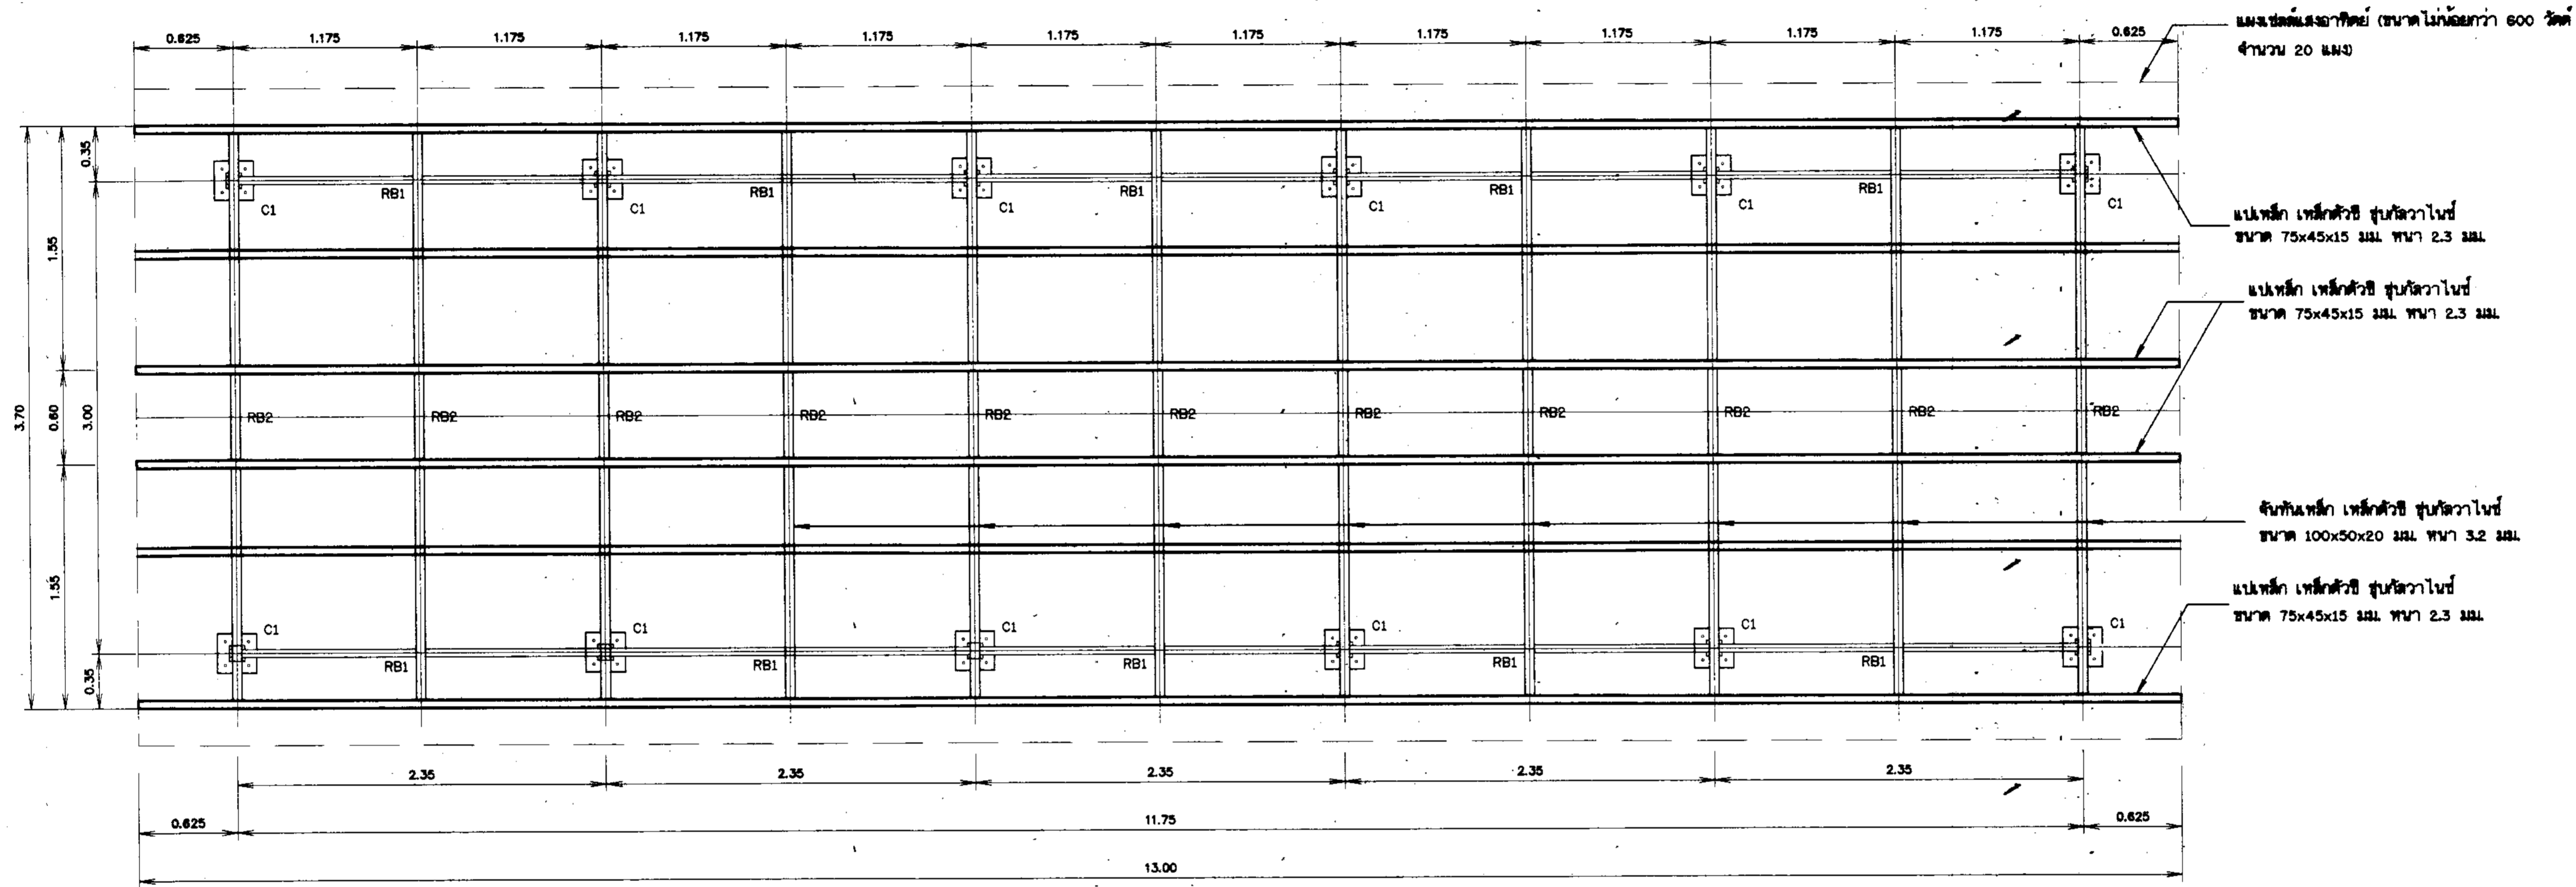 แผงเซลล์แสงอาทิตย์ (ขนาดไม่น้อยกว่า 600 วัตต์
จำนวน 20 แผง)
0.625 1.175 1.175 1.175 1.175 1.175 1.175 1.175 1.175 1.175 1.175 0.625
0.35
RB1 RB1 RB1 RB1 RB1
C1 C1 C1 C1 C1 C1
แปเหล็ก เหล็กตัวซี ชุบกัลวาไนซ์
ขนาด 75x45x15 มม. หนา 2.3 มม.
1.55
แปเหล็ก เหล็กตัวซี ชุบกัลวาไนซ์
ขนาด 75x45x15 มม. หนา 2.3 มม.
3.70 0.60 3.00
RB2 RB2 RB2 RB2 RB2 RB2 RB2 RB2 RB2 RB2 RB2
จันทันเหล็ก เหล็กตัวซี ชุบกัลวาไนซ์
ขนาด 100x50x20 มม. หนา 3.2 มม.
1.55
แปเหล็ก เหล็กตัวซี ชุบกัลวาไนซ์
ขนาด 75x45x15 มม. หนา 2.3 มม.
C1 C1 C1 C1 C1 C1
RB1 RB1 RB1 RB1 RB1
0.35
2.35 2.35 2.35 2.35 2.35
0.625 11.75 0.625
13.00